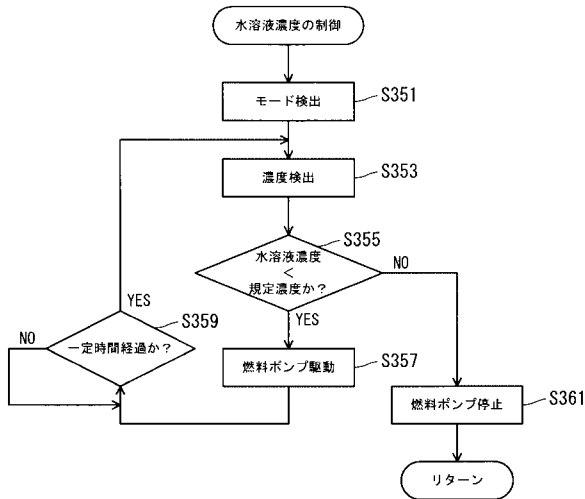 水溶液濃度の制御
モード検出
S351
濃度検出
S353
水溶液濃度
<
規定濃度か?
S355
NO
YES
YES
一定時間経過か?
S359
NO
燃料ポンプ駆動
S357
燃料ポンプ停止
S361
リターン